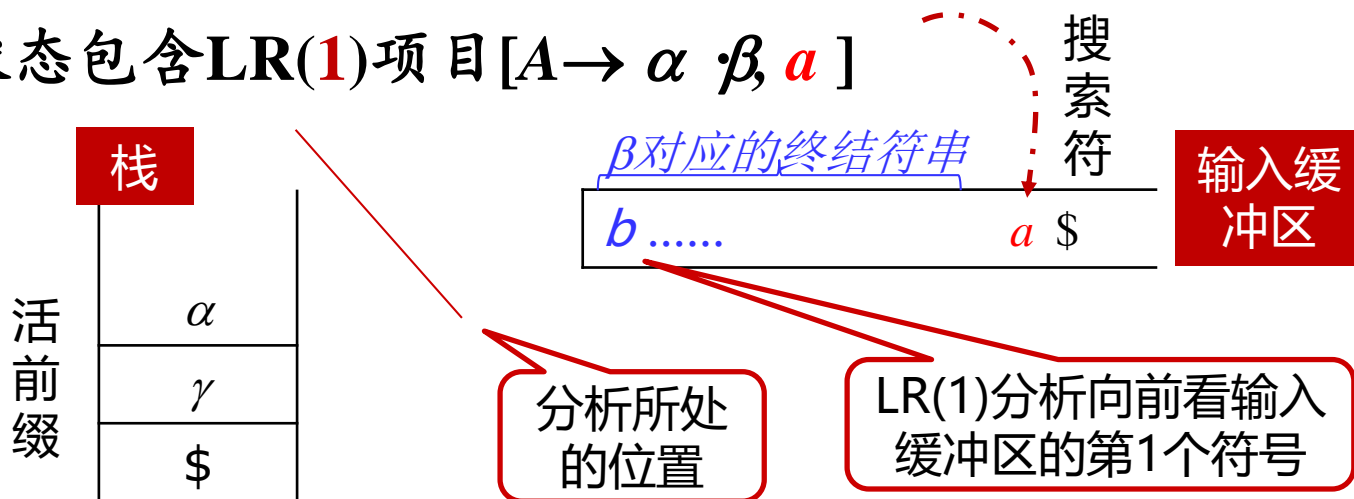 态包含LR(1)项目[A→ α ·β, a ]
搜索符
栈
β对应的终结符串
输入缓
冲区
b ...... a $
活前缀
α
γ
$
分析所处
的位置
LR(1)分析向前看输入
缓冲区的第1个符号